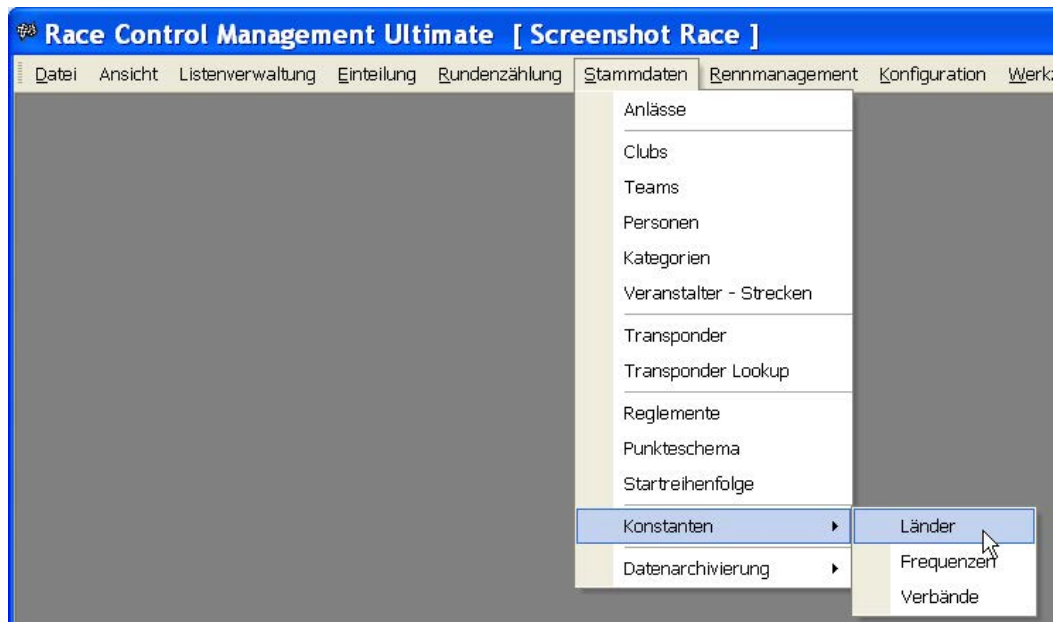 Race Control Management Ultimate [ Screenshot Race ]
Datei Ansicht Listenverwaltung Einteilung Rundenzählung Stammdaten Rennmanagement Konfiguration
Anlässe
Clubs
Teams
Personen
Kategorien
Veranstalter - Strecken
Transponder
Transponder Lookup
Reglemente
Punkteschema
Startreihenfolge
Konstanten
Datenarchivierung
Länder
Frequenzen
Verbände